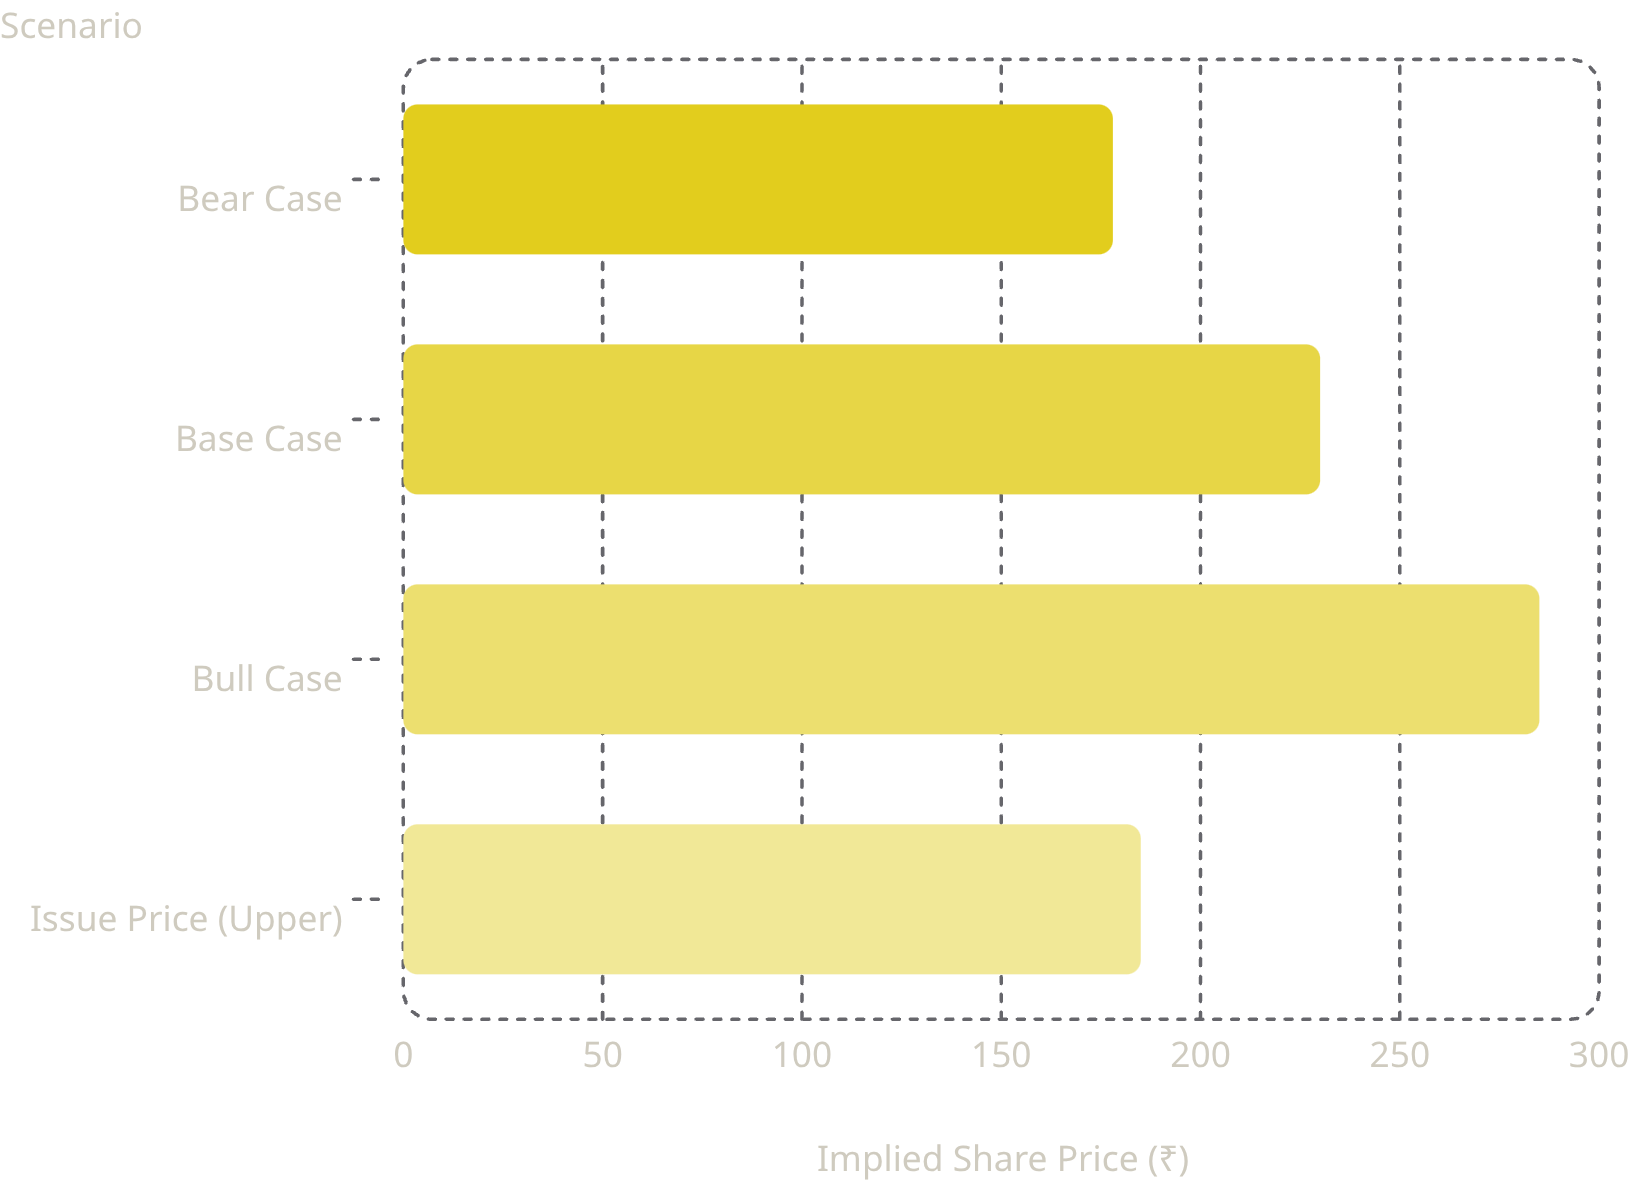 Scenario
Bear Case
Base Case
Bull Case
Issue Price (Upper)
0 50 100 150 200 250 300
Implied Share Price (₹)